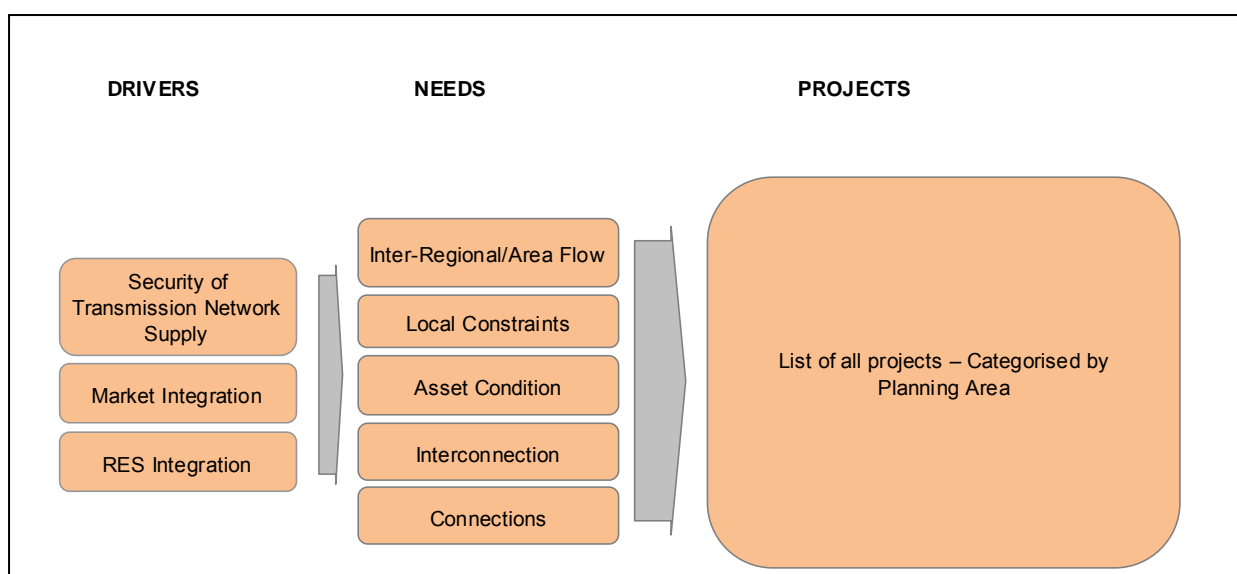 DRIVERS
NEEDS
PROJECTS
Security of
Transmission Network
Supply
Market Integration
RES Integration
Inter-Regional/Area Flow
Local Constraints
Asset Condition
Interconnection
Connections
List of all projects – Categorised by
Planning Area